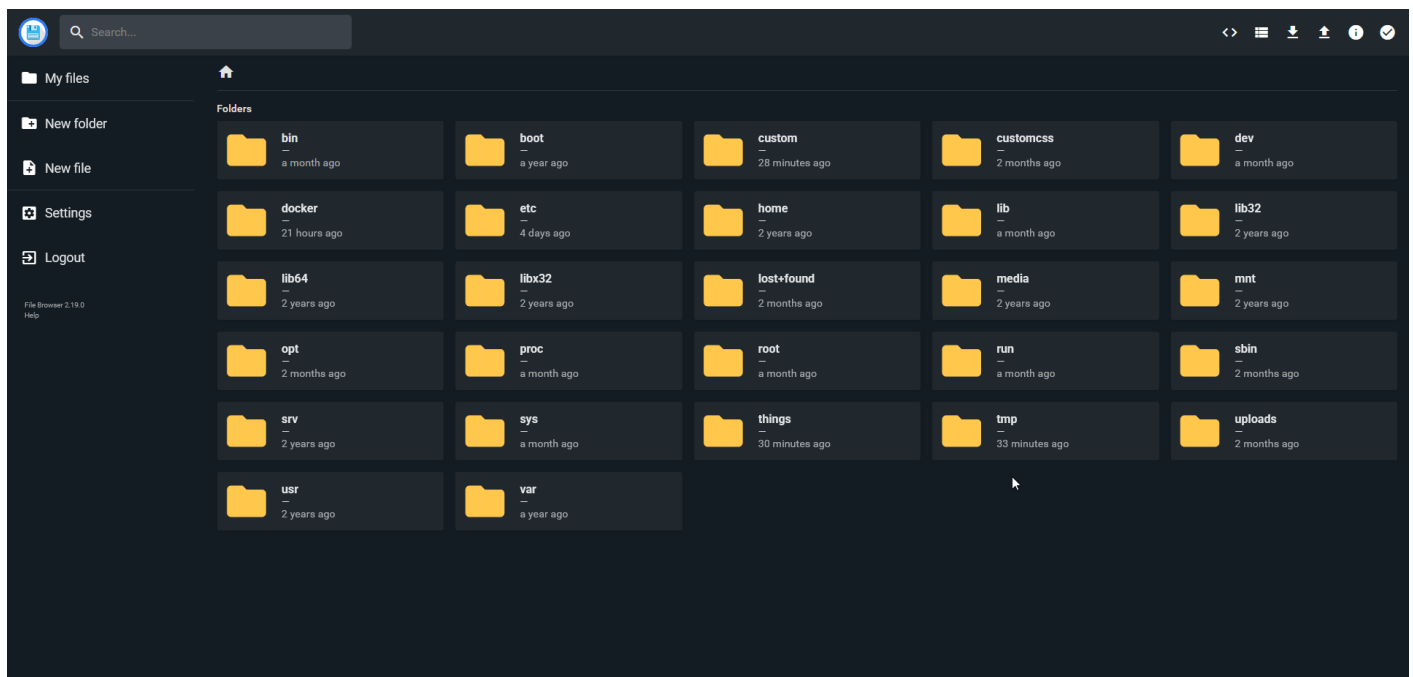 Search...
My files
New folder
New file
Settings
Logout
File Browser 2.19.0
Help
Folders
bin
—
a month ago
boot
—
a year ago
custom
—
28 minutes ago
customcss
—
2 months ago
dev
—
a month ago
docker
—
21 hours ago
etc
—
4 days ago
home
—
2 years ago
lib
—
a month ago
lib32
—
2 years ago
lib64
—
2 years ago
libx32
—
2 years ago
lost+found
—
2 months ago
media
—
2 years ago
mnt
—
2 years ago
opt
—
2 months ago
proc
—
a month ago
root
—
a month ago
run
—
a month ago
sbin
—
2 months ago
srv
—
2 years ago
sys
—
a month ago
things
—
30 minutes ago
tmp
—
33 minutes ago
uploads
—
2 months ago
usr
—
2 years ago
var
—
a year ago